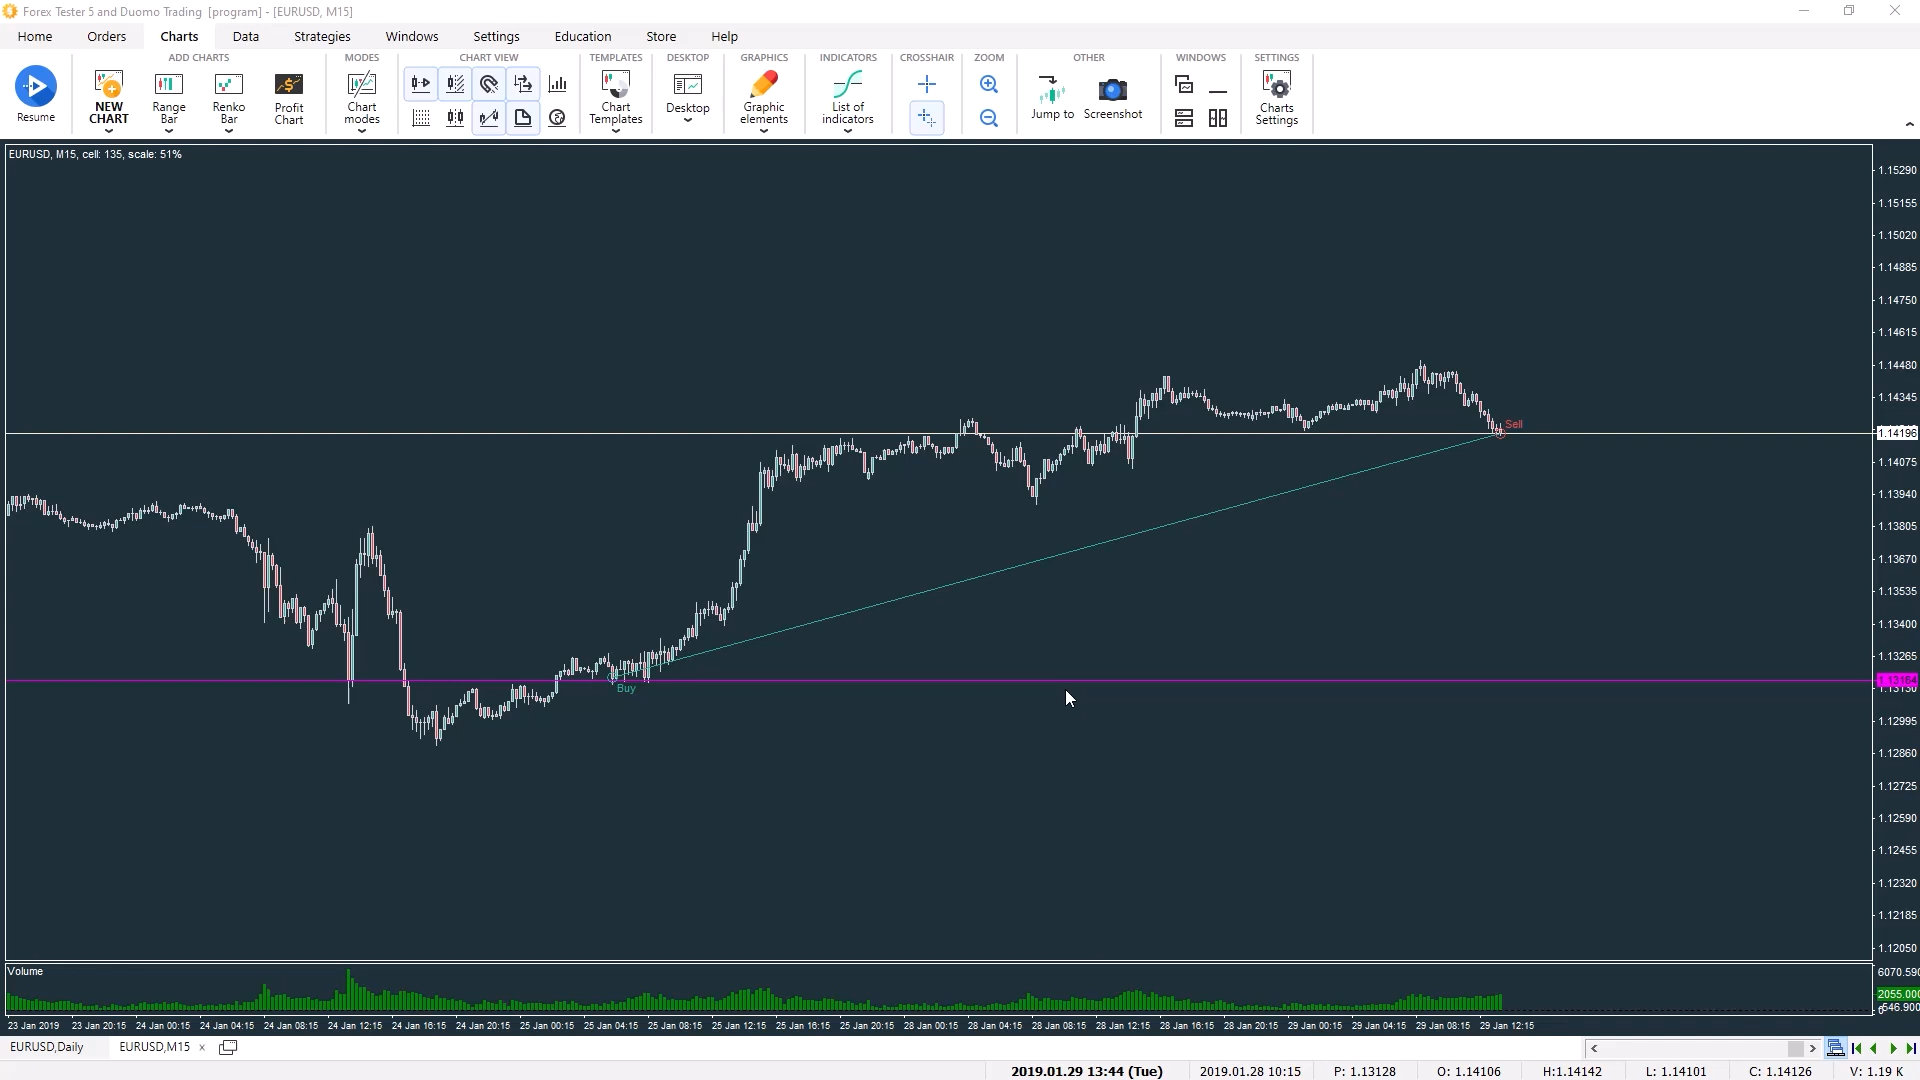 Forex Tester 5 and Duomo Trading [program] - [EURUSD, M15]
Home Orders Charts Data Strategies Windows Settings Education Store Help
ADD CHARTS MODES CHART VIEW TEMPLATES DESKTOP GRAPHICS INDICATORS CROSSHAIR ZOOM OTHER WINDOWS SETTINGS
Resume
NEW CHART
Range Bar
Renko Bar
Profit Chart
Chart modes
Chart Templates
Desktop
Graphic elements
List of indicators
Jump to
Screenshot
Charts Settings
EURUSD, M15, cell: 135, scale: 51%
1.15290
1.15155
1.15020
1.14885
1.14750
1.14615
1.14480
1.14345
Sell
1.14196
1.14075
1.13940
1.13805
1.13670
1.13535
1.13400
1.13265
1.13164
1.13130
Buy
1.12995
1.12860
1.12725
1.12590
1.12455
1.12320
1.12185
1.12050
Volume
6070.590
2055.000
-546.900
23 Jan 2019 23 Jan 20:15 24 Jan 00:15 24 Jan 04:15 24 Jan 08:15 24 Jan 12:15 24 Jan 16:15 24 Jan 20:15 25 Jan 00:15 25 Jan 04:15 25 Jan 08:15 25 Jan 12:15 25 Jan 16:15 25 Jan 20:15 28 Jan 00:15 28 Jan 04:15 28 Jan 08:15 28 Jan 12:15 28 Jan 16:15 28 Jan 20:15 29 Jan 00:15 29 Jan 04:15 29 Jan 08:15 29 Jan 12:15
EURUSD,Daily EURUSD,M15
2019.01.29 13:44 (Tue) 2019.01.28 10:15 P: 1.13128 O: 1.14106 H:1.14142 L: 1.14101 C: 1.14126 V: 1.19 K